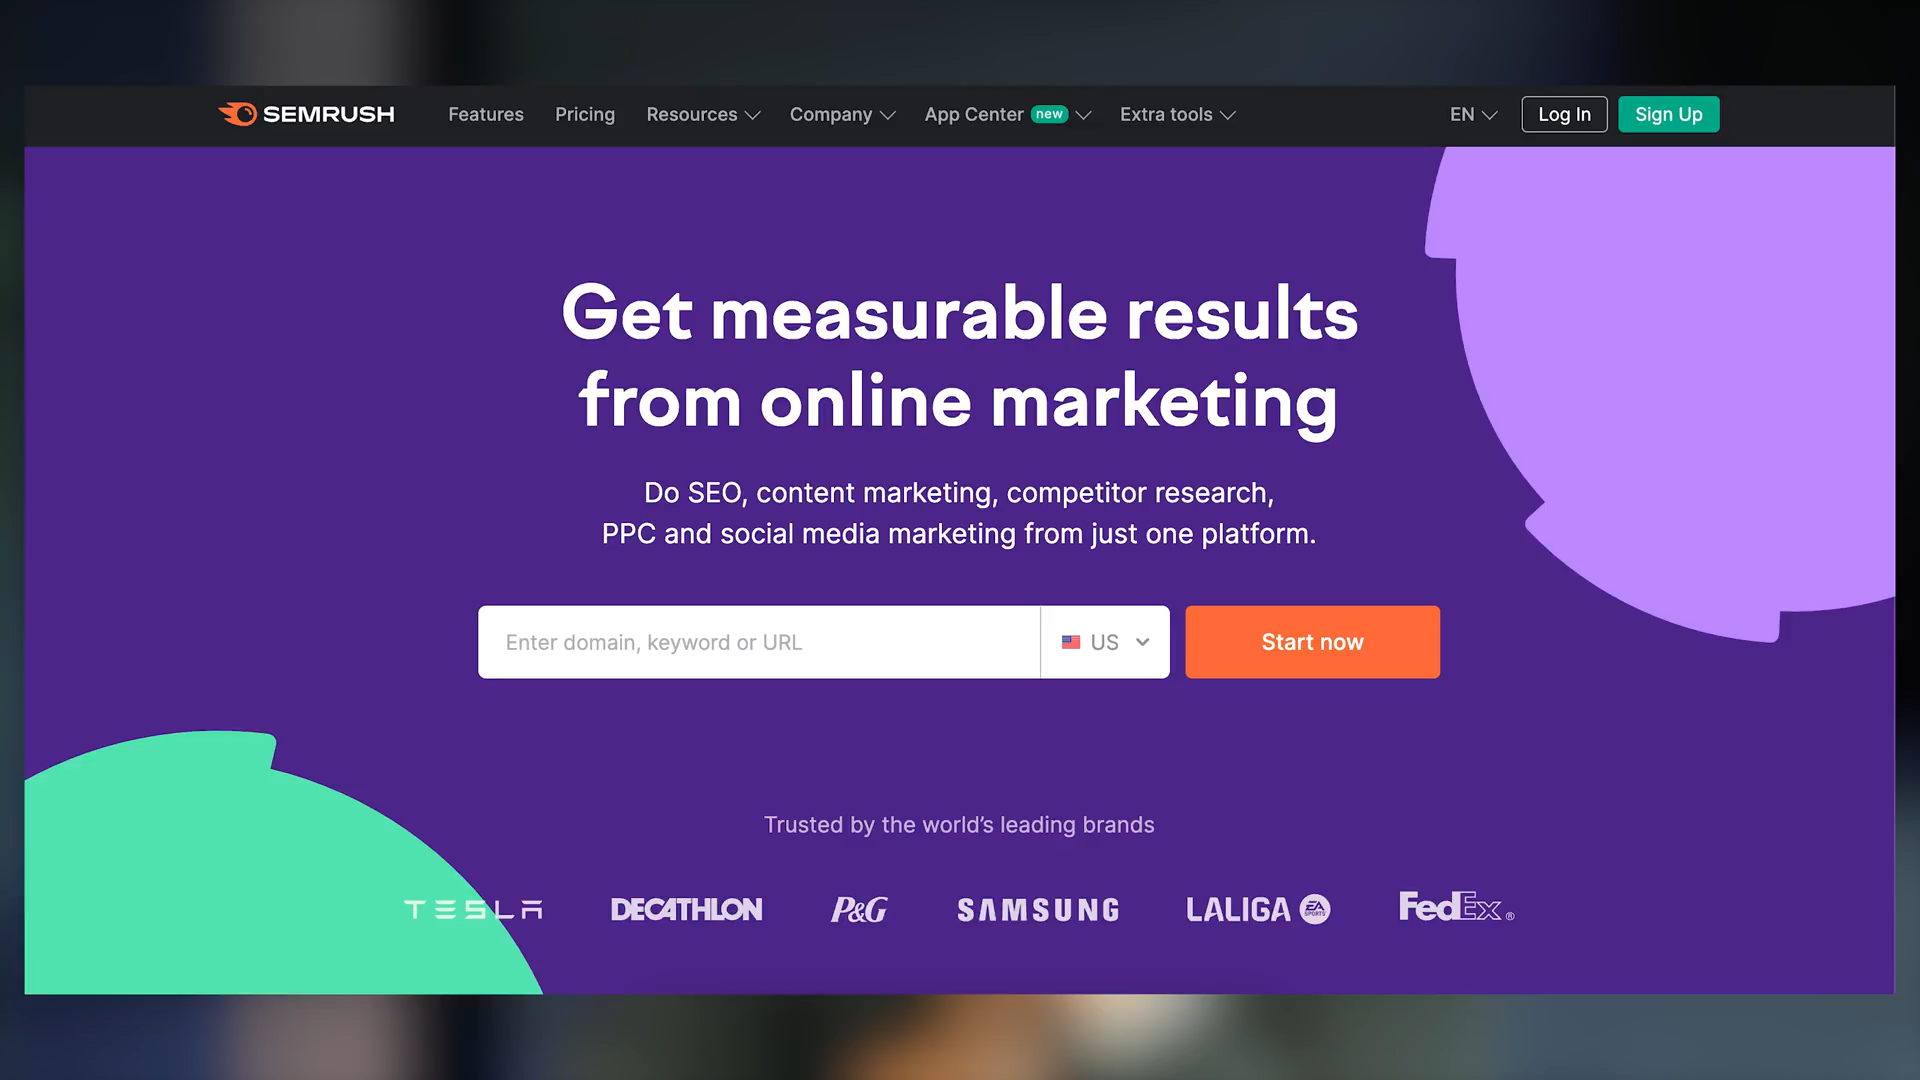 SEMRUSH Features Pricing Resources Company App Center new Extra tools EN Log In Sign Up
Get measurable results
from online marketing
Do SEO, content marketing, competitor research,
PPC and social media marketing from just one platform.
Enter domain, keyword or URL US Start now
Trusted by the world’s leading brands
TESLA DECATHLON P&G SAMSUNG LALIGA EA SPORTS FedEx®